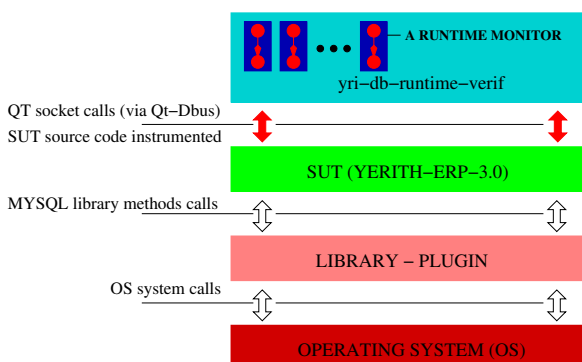 A RUNTIME MONITOR
yri−db−runtime−verif
QT socket calls (via Qt−Dbus)
SUT source code instrumented
SUT (YERITH−ERP−3.0)
MYSQL library methods calls
LIBRARY − PLUGIN
OS system calls
OPERATING SYSTEM (OS)